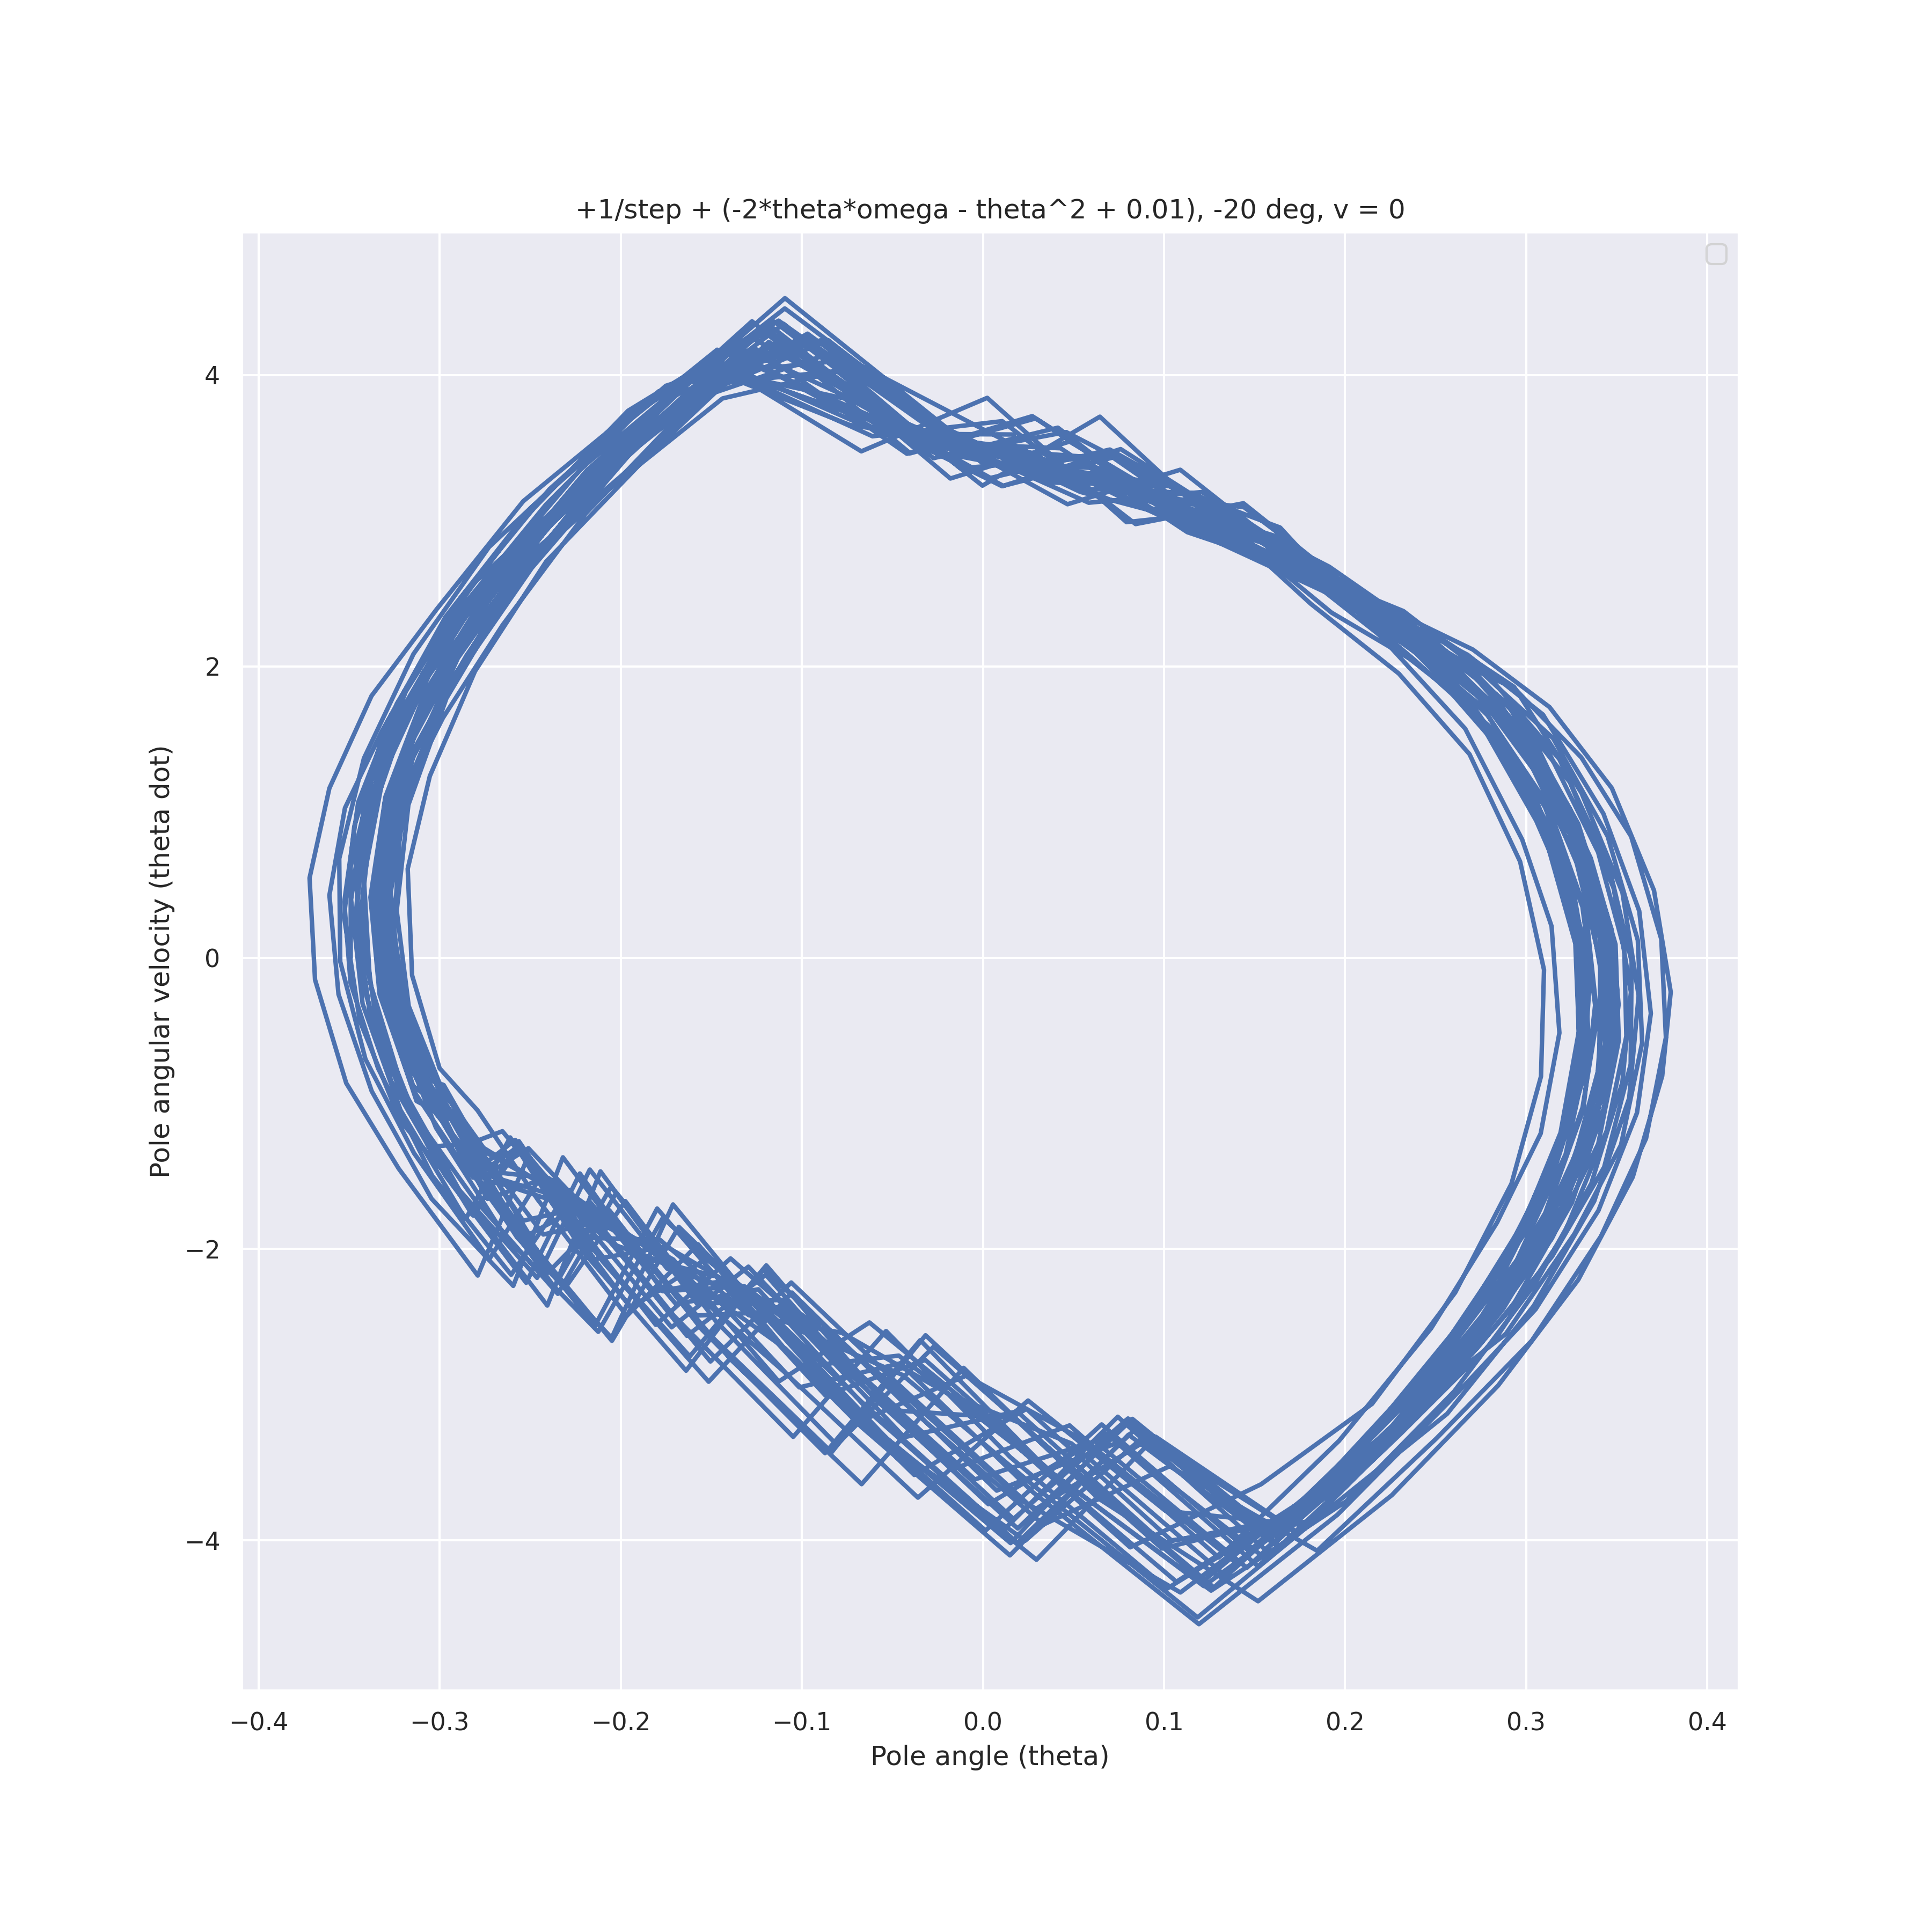 +1/step + (-2*theta*omega - theta^2 + 0.01), -20 deg, v = 0
4
2
0
−2
−4
Pole angular velocity (theta dot)
−0.4 −0.3 −0.2 −0.1 0.0 0.1 0.2 0.3 0.4
Pole angle (theta)